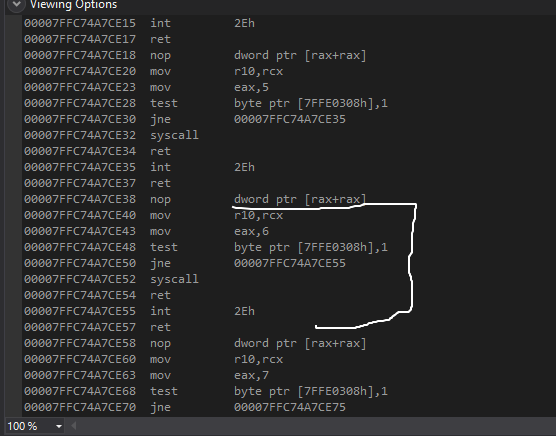 Viewing Options
00007FFC74A7CE15 int 2Eh
00007FFC74A7CE17 ret
00007FFC74A7CE18 nop dword ptr [rax+rax]
00007FFC74A7CE20 mov r10,rcx
00007FFC74A7CE23 mov eax,5
00007FFC74A7CE28 test byte ptr [7FFE0308h],1
00007FFC74A7CE30 jne 00007FFC74A7CE35
00007FFC74A7CE32 syscall
00007FFC74A7CE34 ret
00007FFC74A7CE35 int 2Eh
00007FFC74A7CE37 ret
00007FFC74A7CE38 nop dword ptr [rax+rax]
00007FFC74A7CE40 mov r10,rcx
00007FFC74A7CE43 mov eax,6
00007FFC74A7CE48 test byte ptr [7FFE0308h],1
00007FFC74A7CE50 jne 00007FFC74A7CE55
00007FFC74A7CE52 syscall
00007FFC74A7CE54 ret
00007FFC74A7CE55 int 2Eh
00007FFC74A7CE57 ret
00007FFC74A7CE58 nop dword ptr [rax+rax]
00007FFC74A7CE60 mov r10,rcx
00007FFC74A7CE63 mov eax,7
00007FFC74A7CE68 test byte ptr [7FFE0308h],1
00007FFC74A7CE70 jne 00007FFC74A7CE75
100 %